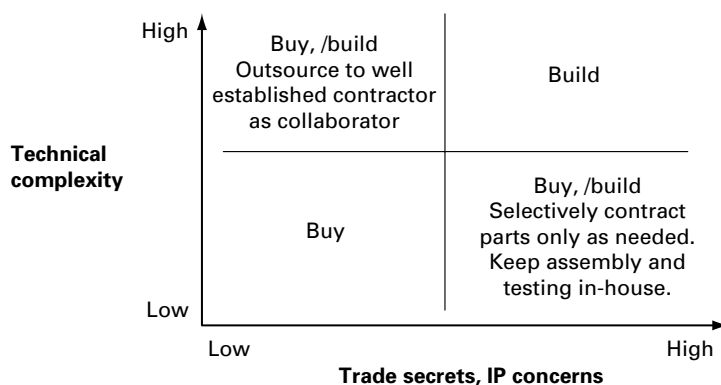 High
Buy, /build
Outsource to well
established contractor
as collaborator
Build
Technical
complexity
Buy
Buy, /build
Selectively contract
parts only as needed.
Keep assembly and
testing in-house.
Low
Low
High
Trade secrets, IP concerns